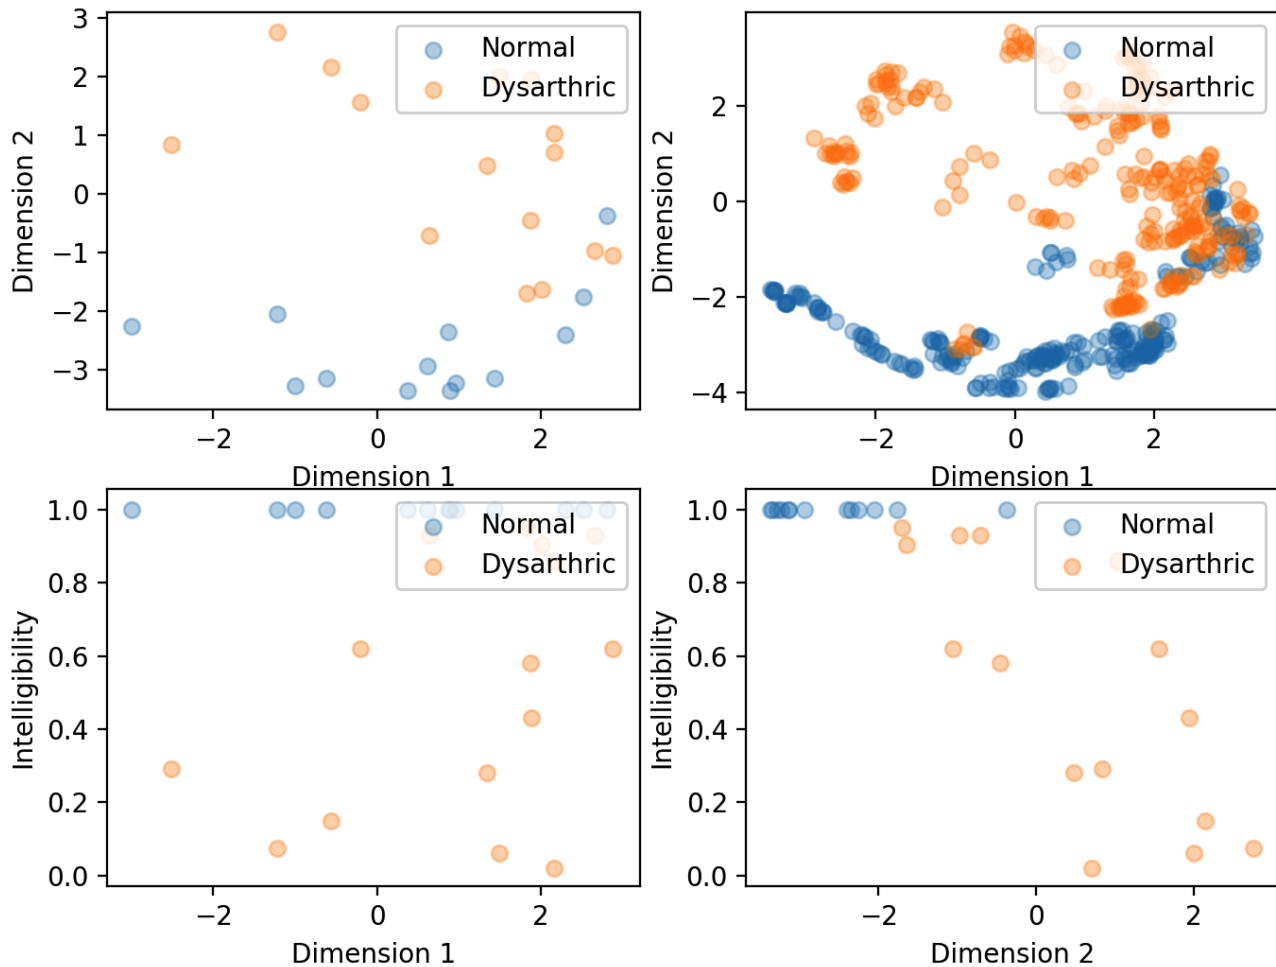 3
2
1
0
−1
−2
−3
Dimension 2
−2
0
2
Dimension 1
Normal
Dysarthric
2
0
−2
−4
Dimension 2
−2
0
2
Dimension 1
Normal
Dysarthric
1.0
0.8
0.6
0.4
0.2
0.0
Intelligibility
−2
0
2
Dimension 1
Normal
Dysarthric
1.0
0.8
0.6
0.4
0.2
0.0
Intelligibility
−2
0
2
Dimension 2
Normal
Dysarthric